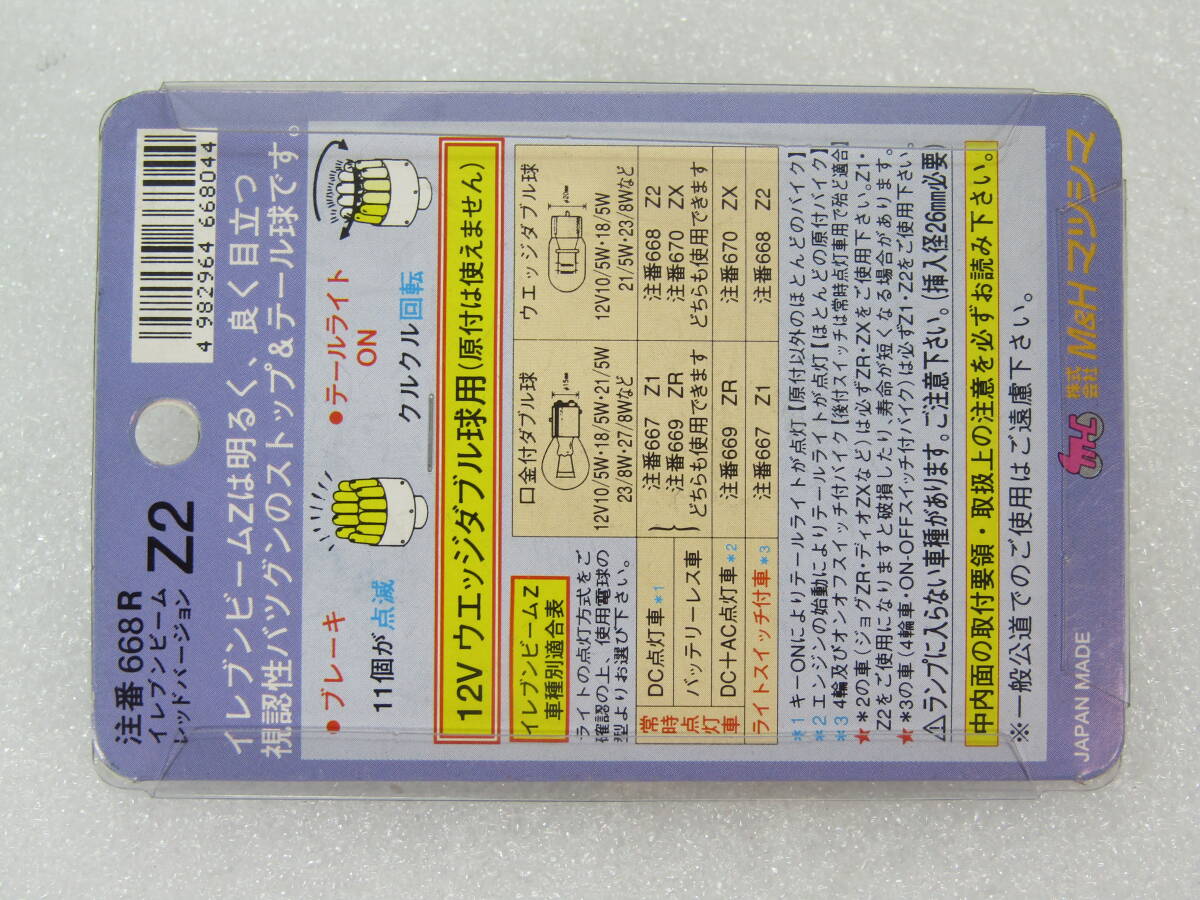 注番 668R
イレブンビーム
レッドバージョン
Z2
4 982964 668044
イレブンビームZは明るく、良く目立つ
視認性バツグンのストップ&テール球です。
●ブレーキ
11個が点滅
●テールライト
ON
クルクル回転
12V ウエッジダブル球用(原付は使えません)
イレブンビームZ
車種別適合表
ライトの点灯方式をご
確認の上、使用電球の
型よりお選び下さい。
口金付ダブル球
ø15mm
12V10/5W・18/5W・21/5W
23/8W・27/8Wなど
ウエッジダブル球
ø20mm
12V10/5W・18/5W
21/5W・23/8Wなど
常時点灯車
DC点灯車*1
バッテリーレス車
注番667 Z1
注番669 ZR
どちらも使用できます
注番668 Z2
注番670 ZX
どちらも使用できます
DC+AC点灯車*2
注番669 ZR
注番670 ZX
ライトスイッチ付車*3
注番667 Z1
注番668 Z2
*1 キーONによりテールライトが点灯【原付以外のほとんどのバイク】
*2 エンジンの始動によりテールライトが点灯【ほとんどの原付バイク】
*3 4輪及びオンオフスイッチ付バイク【後付スイッチは常時点灯車用で殆ど適合】
★*2の車(ジョグZR・ディオZXなど)は必ずZR・ZXをご使用下さい。Z1・
Z2をご使用になりますと破損したり、寿命が短くなる場合があります。
★*3の車(4輪車・ON-OFFスイッチ付バイク)は必ずZ1・Z2をご使用下さい。
⚠ランプに入らない車種があります。ご注意下さい。(挿入径26mm必要)
中内面の取付要領・取扱上の注意を必ずお読み下さい。
※一般公道でのご使用はご遠慮下さい。
JAPAN MADE
株式会社 M&H マツシマ